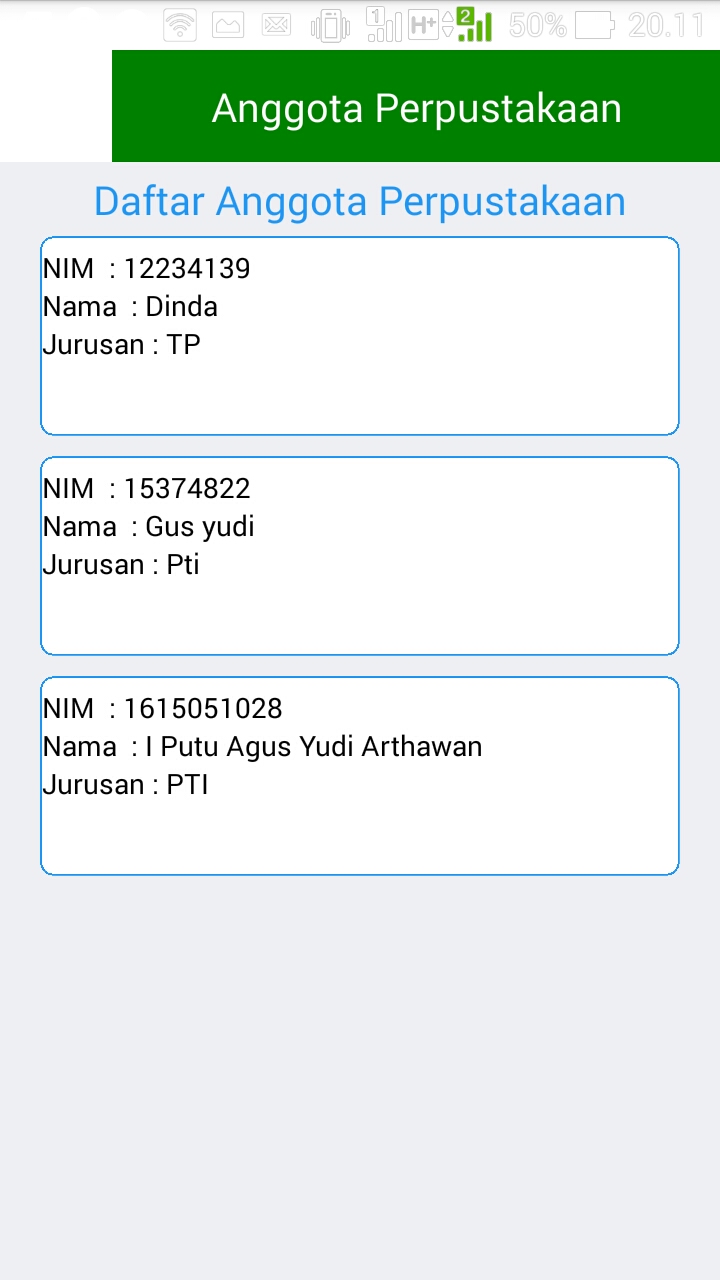 1 H+ 2 50% 20.11
Anggota Perpustakaan
Daftar Anggota Perpustakaan
NIM : 12234139
Nama : Dinda
Jurusan : TP
NIM : 15374822
Nama : Gus yudi
Jurusan : Pti
NIM : 1615051028
Nama : I Putu Agus Yudi Arthawan
Jurusan : PTI